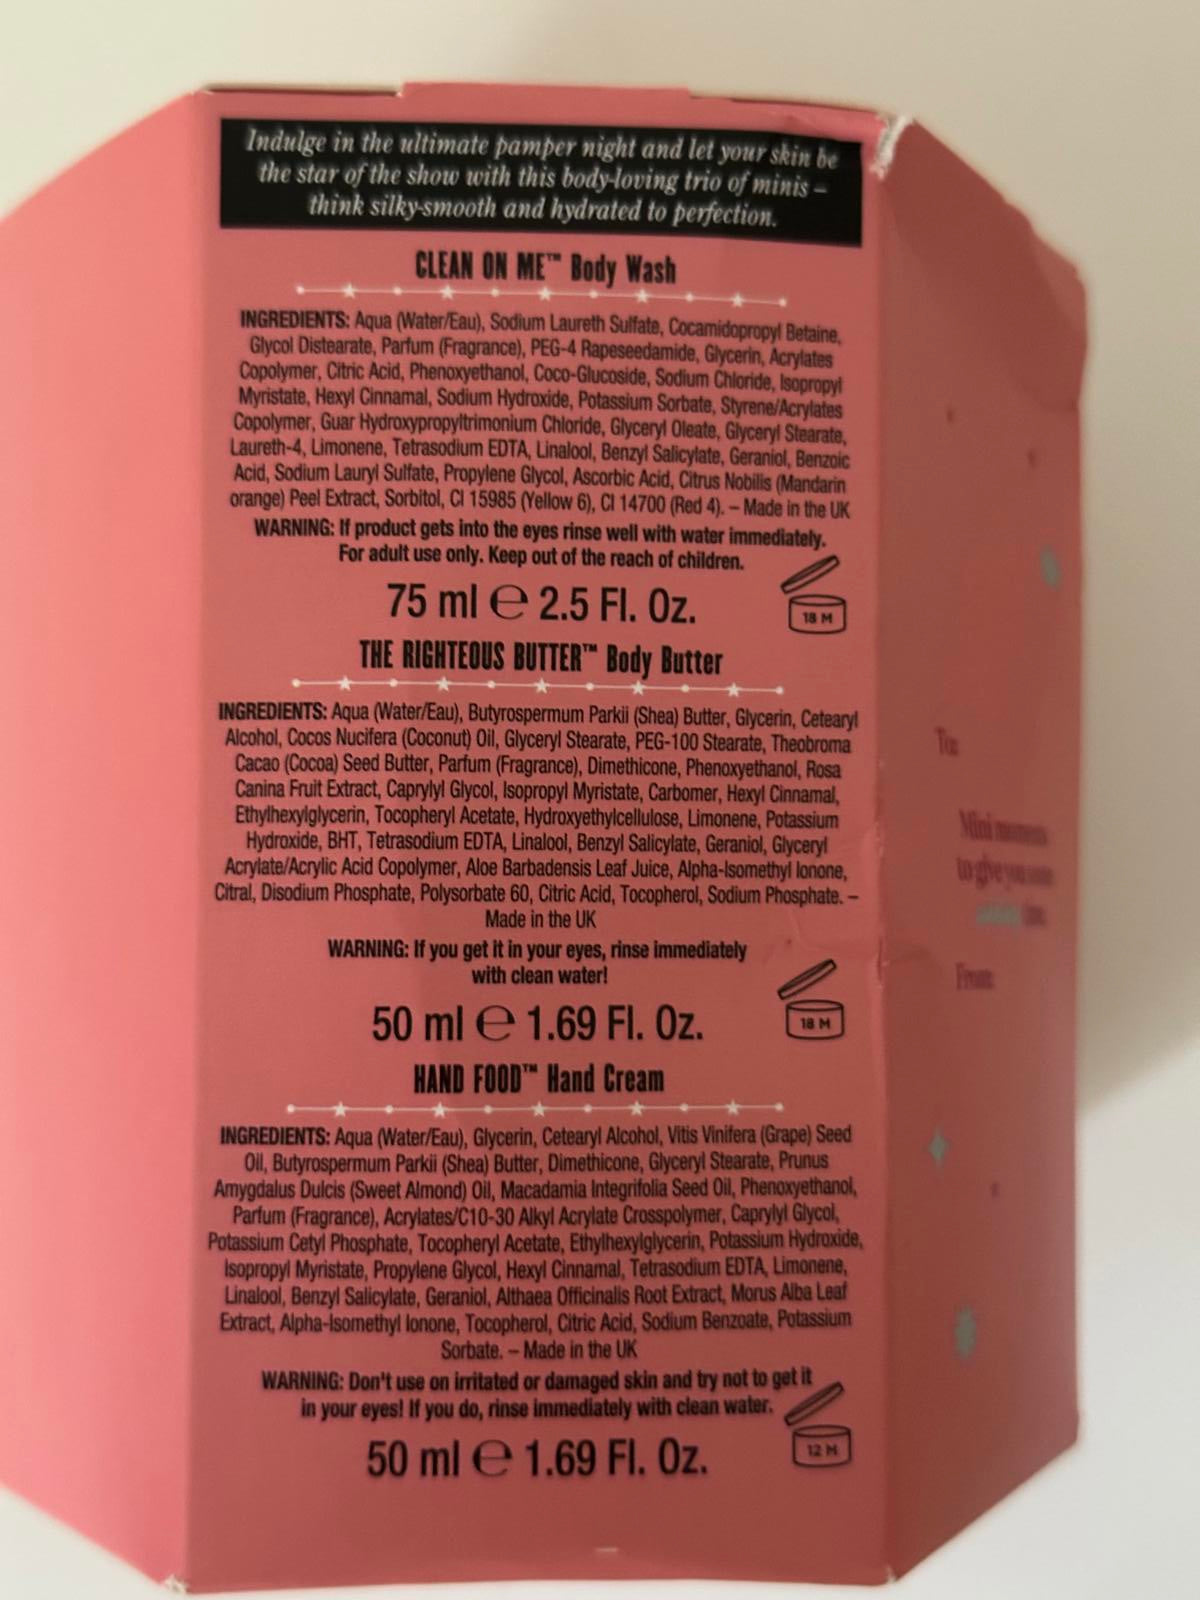 Indulge in the ultimate pamper night and let your skin be
the star of the show with this body-loving trio of minis –
think silky-smooth and hydrated to perfection.
CLEAN ON ME™ Body Wash
INGREDIENTS: Aqua (Water/Eau), Sodium Laureth Sulfate, Cocamidopropyl Betaine,
Glycol Distearate, Parfum (Fragrance), PEG-4 Rapeseedamide, Glycerin, Acrylates
Copolymer, Citric Acid, Phenoxyethanol, Coco-Glucoside, Sodium Chloride, Isopropyl
Myristate, Hexyl Cinnamal, Sodium Hydroxide, Potassium Sorbate, Styrene/Acrylates
Copolymer, Guar Hydroxypropyltrimonium Chloride, Glyceryl Oleate, Glyceryl Stearate,
Laureth-4, Limonene, Tetrasodium EDTA, Linalool, Benzyl Salicylate, Geraniol, Benzoic
Acid, Sodium Lauryl Sulfate, Propylene Glycol, Ascorbic Acid, Citrus Nobilis (Mandarin
orange) Peel Extract, Sorbitol, CI 15985 (Yellow 6), CI 14700 (Red 4). – Made in the UK
WARNING: If product gets into the eyes rinse well with water immediately.
For adult use only. Keep out of the reach of children.
75 ml ℮ 2.5 Fl. Oz.
18 M
THE RIGHTEOUS BUTTER™ Body Butter
INGREDIENTS: Aqua (Water/Eau), Butyrospermum Parkii (Shea) Butter, Glycerin, Cetearyl
Alcohol, Cocos Nucifera (Coconut) Oil, Glyceryl Stearate, PEG-100 Stearate, Theobroma
Cacao (Cocoa) Seed Butter, Parfum (Fragrance), Dimethicone, Phenoxyethanol, Rosa
Canina Fruit Extract, Caprylyl Glycol, Isopropyl Myristate, Carbomer, Hexyl Cinnamal,
Ethylhexylglycerin, Tocopheryl Acetate, Hydroxyethylcellulose, Limonene, Potassium
Hydroxide, BHT, Tetrasodium EDTA, Linalool, Benzyl Salicylate, Geraniol, Glyceryl
Acrylate/Acrylic Acid Copolymer, Aloe Barbadensis Leaf Juice, Alpha-Isomethyl Ionone,
Citral, Disodium Phosphate, Polysorbate 60, Citric Acid, Tocopherol, Sodium Phosphate. –
Made in the UK
WARNING: If you get it in your eyes, rinse immediately
with clean water!
50 ml ℮ 1.69 Fl. Oz.
18 M
HAND FOOD™ Hand Cream
INGREDIENTS: Aqua (Water/Eau), Glycerin, Cetearyl Alcohol, Vitis Vinifera (Grape) Seed
Oil, Butyrospermum Parkii (Shea) Butter, Dimethicone, Glyceryl Stearate, Prunus
Amygdalus Dulcis (Sweet Almond) Oil, Macadamia Integrifolia Seed Oil, Phenoxyethanol,
Parfum (Fragrance), Acrylates/C10-30 Alkyl Acrylate Crosspolymer, Caprylyl Glycol,
Potassium Cetyl Phosphate, Tocopheryl Acetate, Ethylhexylglycerin, Potassium Hydroxide,
Isopropyl Myristate, Propylene Glycol, Hexyl Cinnamal, Tetrasodium EDTA, Limonene,
Linalool, Benzyl Salicylate, Geraniol, Althaea Officinalis Root Extract, Morus Alba Leaf
Extract, Alpha-Isomethyl Ionone, Tocopherol, Citric Acid, Sodium Benzoate, Potassium
Sorbate. – Made in the UK
WARNING: Don't use on irritated or damaged skin and try not to get it
in your eyes! If you do, rinse immediately with clean water.
50 ml ℮ 1.69 Fl. Oz.
12 M
To:
Mini moments
to give you some
From: